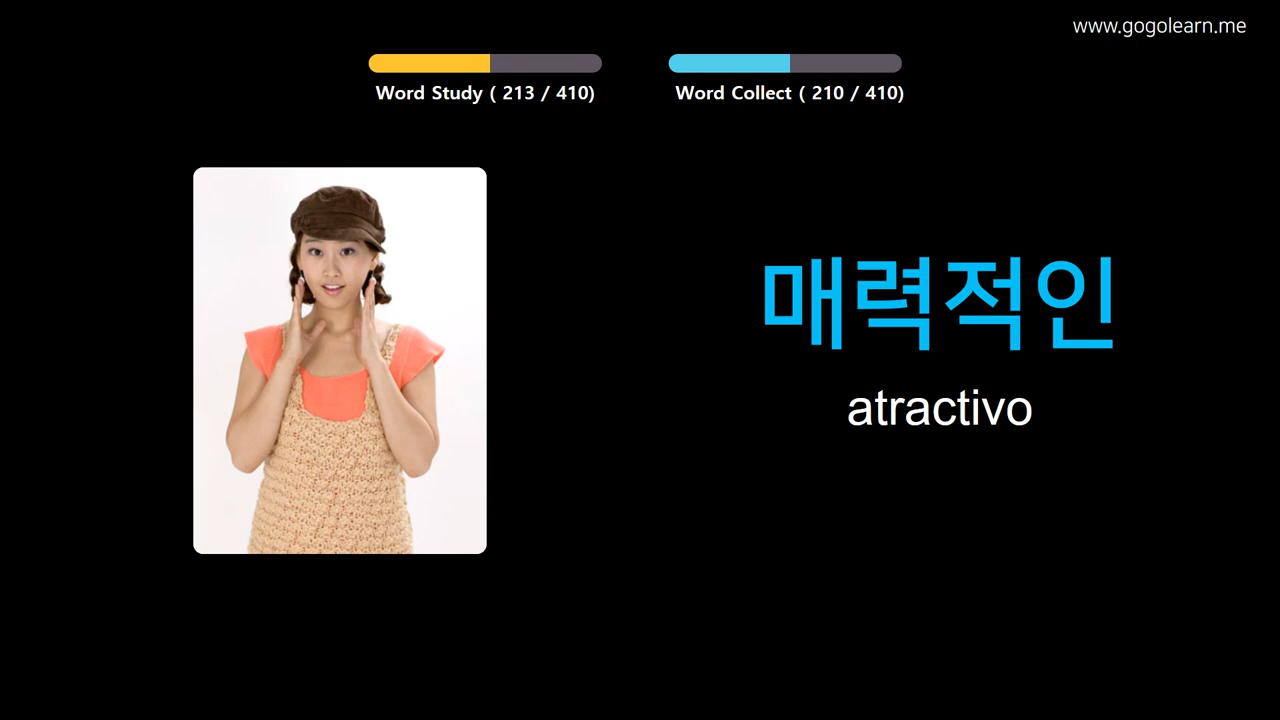 www.gogolearn.me
Word Study ( 213 / 410)
Word Collect ( 210 / 410)
매력적인
atractivo